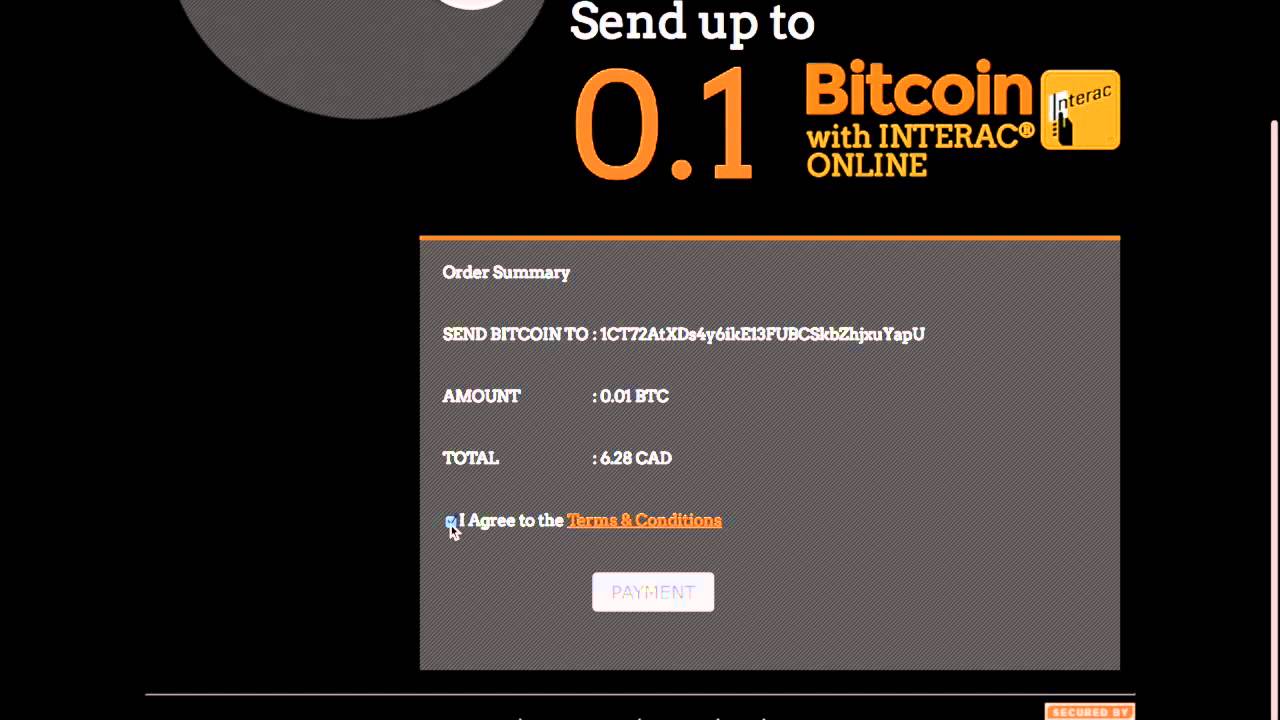 Send up to
0.1
Bitcoin
with INTERAC®
ONLINE
Interac
Order Summary
SEND BITCOIN TO : 1CT72AtXDs4y6ikE13FUBCSkbZhjxuYapU
AMOUNT : 0.01 BTC
TOTAL : 6.28 CAD
I Agree to the Terms & Conditions
PAYMENT
SECURED BY